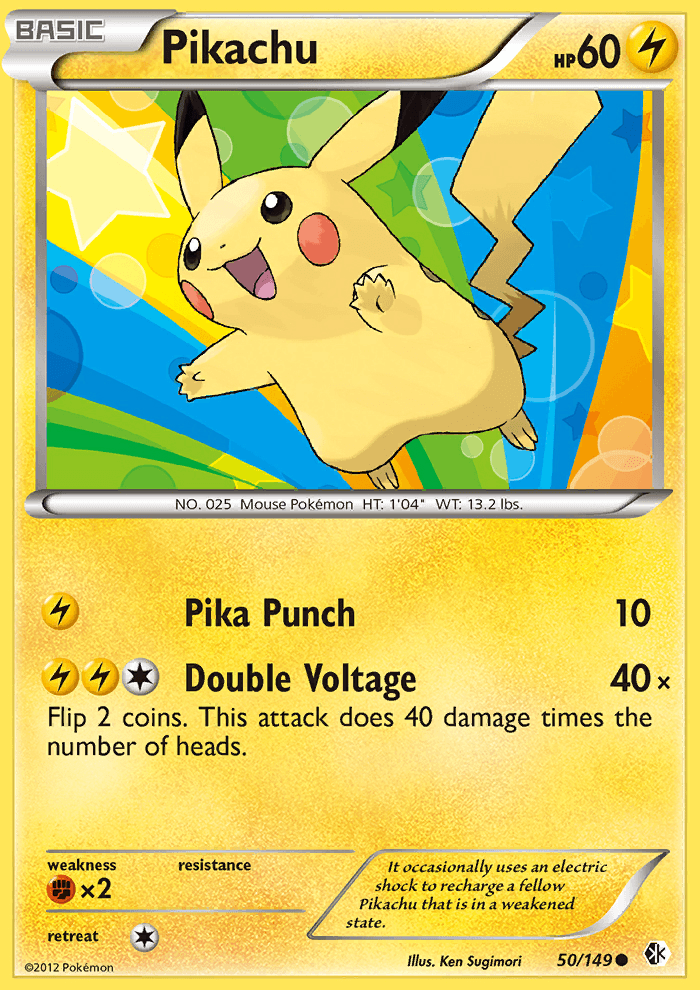 BASIC
Pikachu
HP60
NO. 025 Mouse Pokémon HT: 1'04" WT: 13.2 lbs.
Pika Punch 10
Double Voltage 40×
Flip 2 coins. This attack does 40 damage times the
number of heads.
weakness resistance
×2
retreat
It occasionally uses an electric
shock to recharge a fellow
Pikachu that is in a weakened
state.
Illus. Ken Sugimori 50/149
©2012 Pokémon